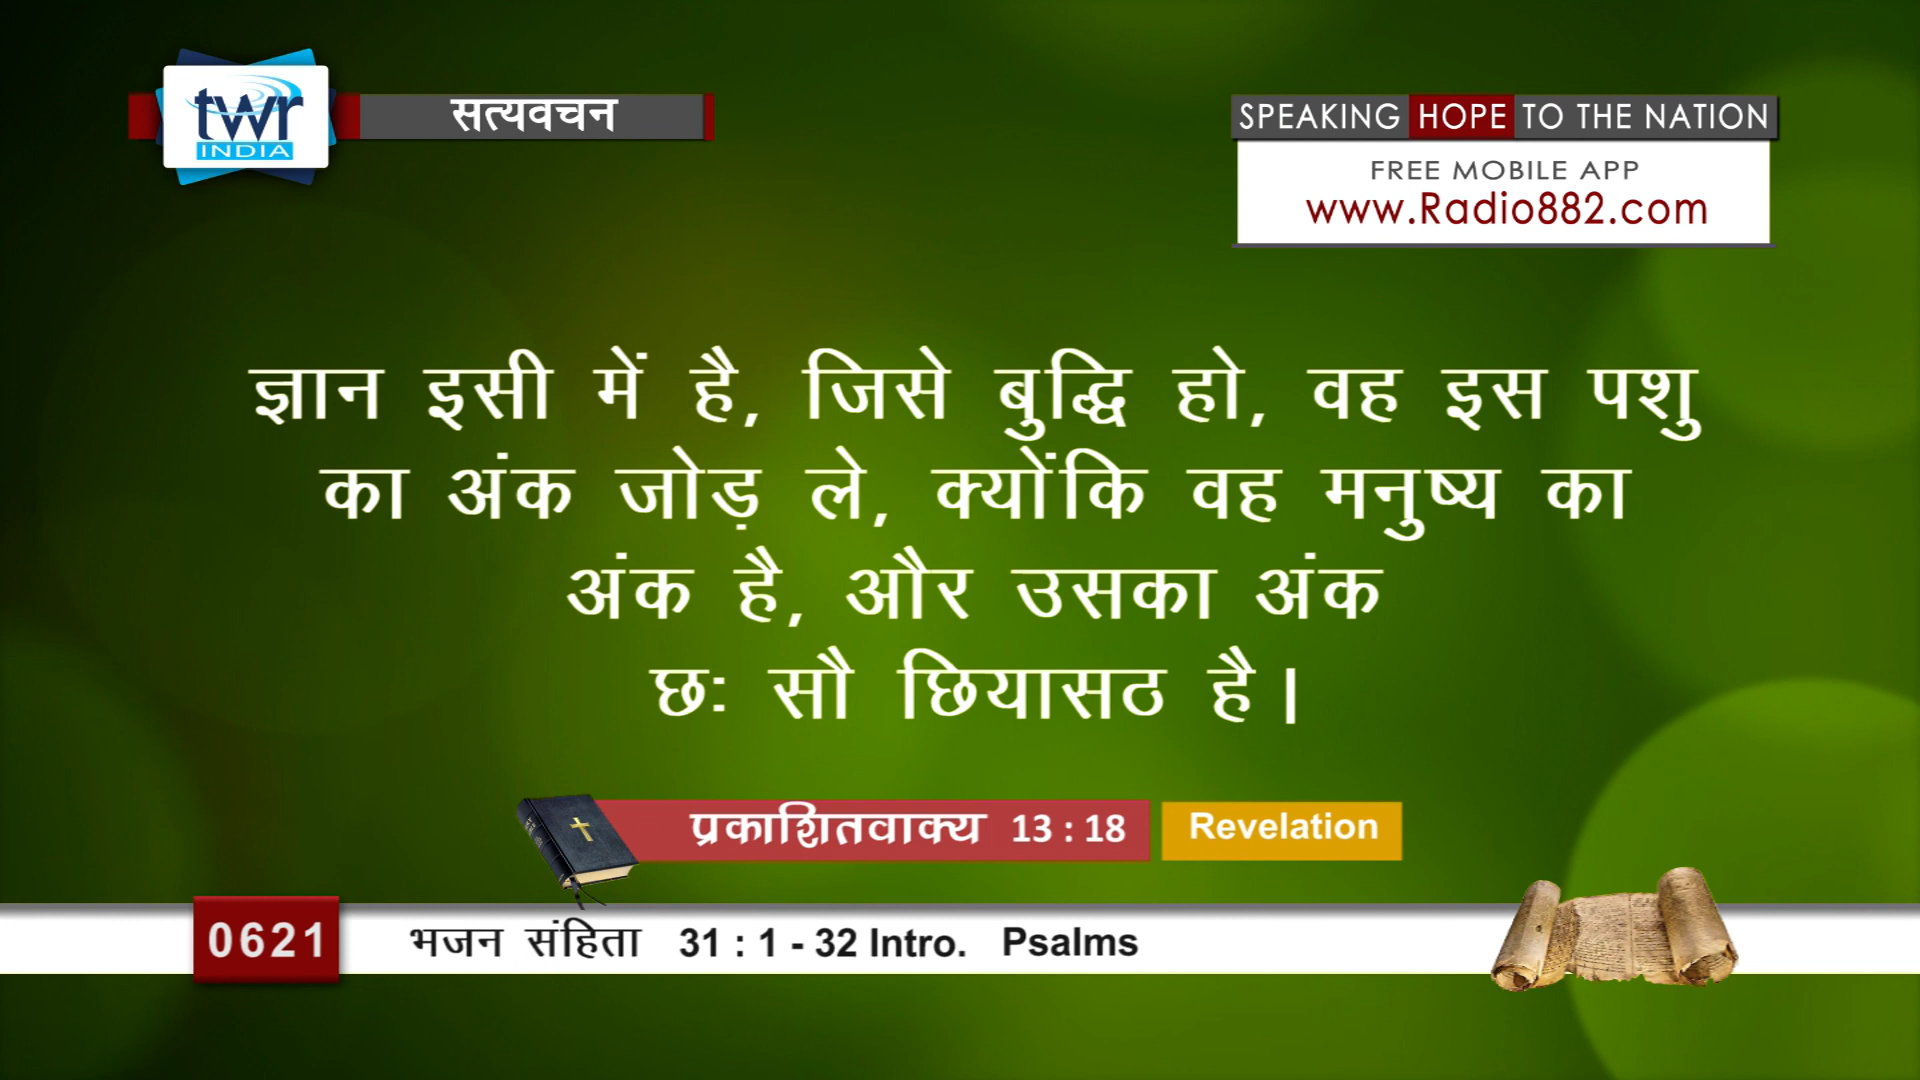 twr
INDIA
सत्यवचन
SPEAKING HOPE TO THE NATION
FREE MOBILE APP
www.Radio882.com
ज्ञान इसी में है, जिसे बुद्धि हो, वह इस पशु
का अंक जोड़ ले, क्योंकि वह मनुष्य का
अंक है, और उसका अंक
छः सौ छियासठ है।
प्रकाशितवाक्य 13 : 18 Revelation
0621 भजन संहिता 31 : 1 - 32 Intro. Psalms